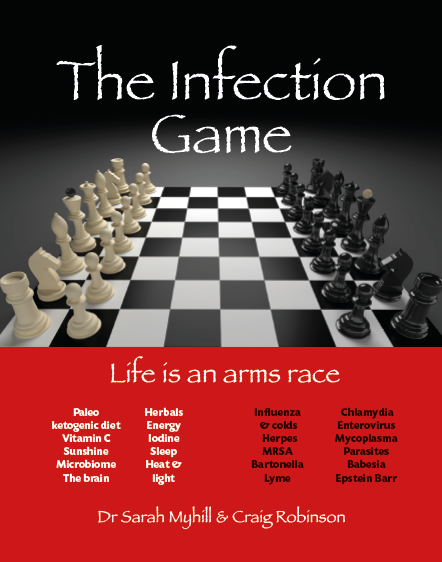 The Infection
Game
Life is an arms race
Paleo
ketogenic diet
Vitamin C
Sunshine
Microbiome
The brain
Herbals
Energy
Iodine
Sleep
Heat &
light
Influenza
& colds
Herpes
MRSA
Bartonella
Lyme
Chlamydia
Enterovirus
Mycoplasma
Parasites
Babesia
Epstein Barr
Dr Sarah Myhill & Craig Robinson